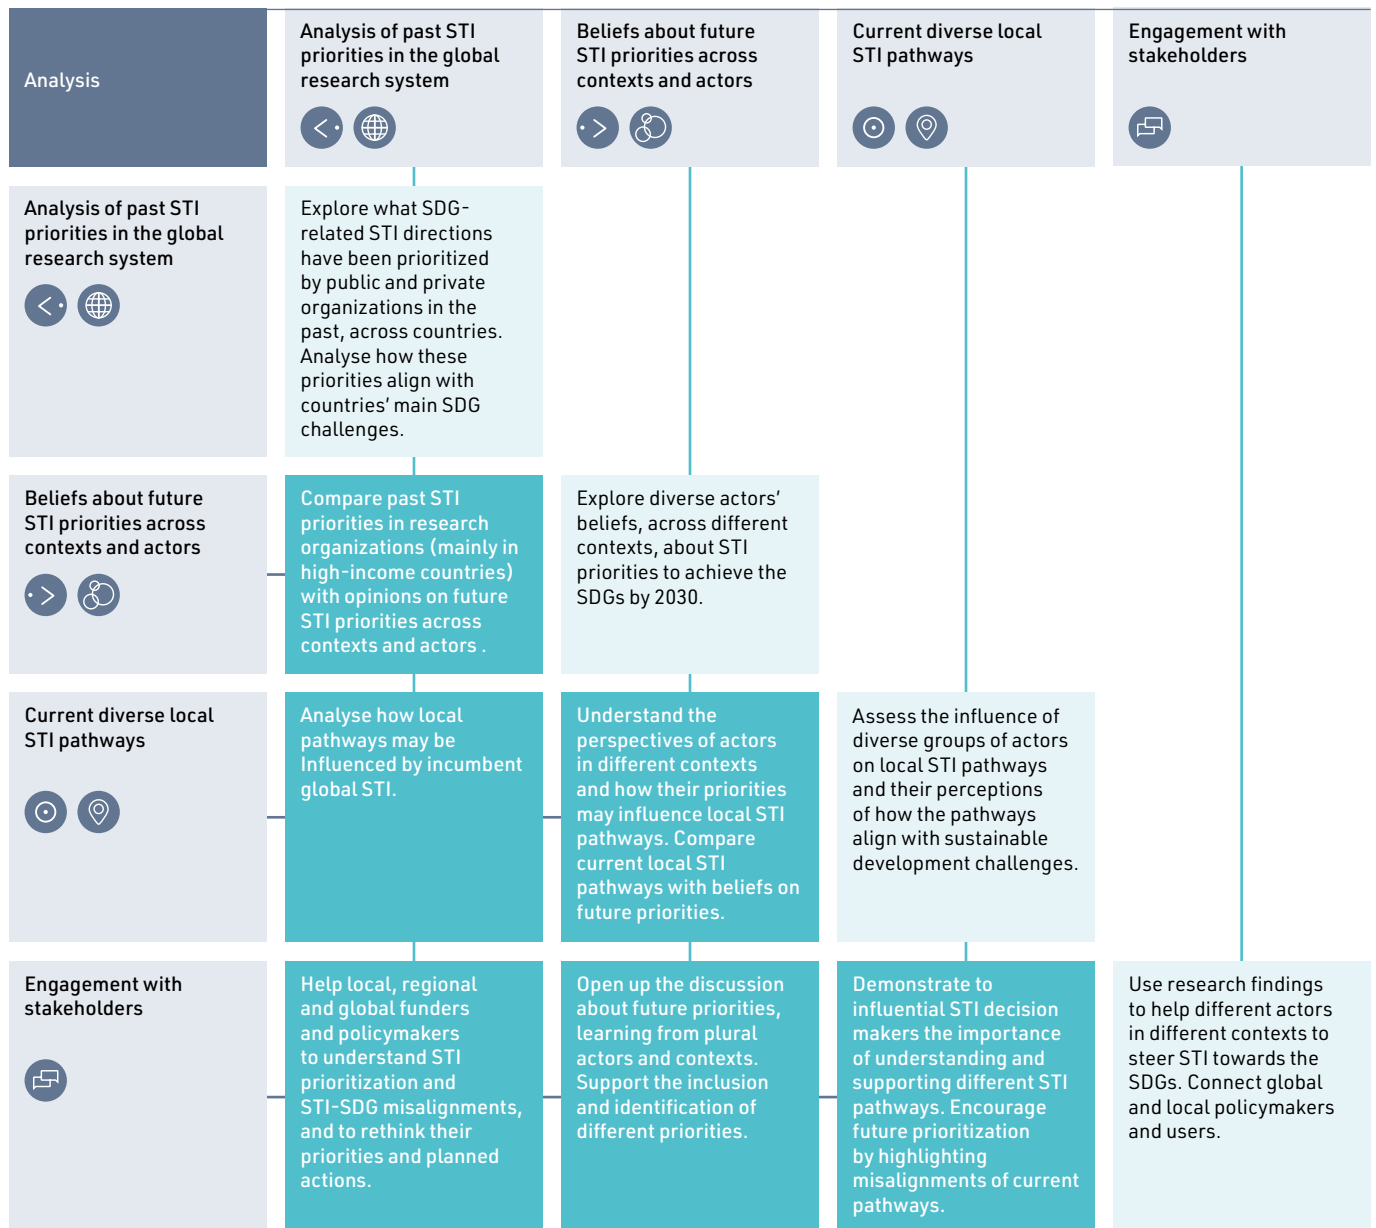 Analysis
Analysis of past STI
priorities in the global
research system
Beliefs about future
STI priorities across
contexts and actors
Current diverse local
STI pathways
Engagement with
stakeholders
Analysis of past STI
priorities in the global
research system
Explore what SDG-
related STI directions
have been prioritized
by public and private
organizations in the
past, across countries.
Analyse how these
priorities align with
countries' main SDG
challenges.
Beliefs about future
STI priorities across
contexts and actors
Compare past STI
priorities in research
organizations (mainly in
high-income countries)
with opinions on future
STI priorities across
contexts and actors .
Explore diverse actors'
beliefs, across different
contexts, about STI
priorities to achieve the
SDGs by 2030.
Current diverse local
STI pathways
Analyse how local
pathways may be
Influenced by incumbent
global STI.
Understand the
perspectives of actors
in different contexts
and how their priorities
may influence local STI
pathways. Compare
current local STI
pathways with beliefs on
future priorities.
Assess the influence of
diverse groups of actors
on local STI pathways
and their perceptions
of how the pathways
align with sustainable
development challenges.
Engagement with
stakeholders
Help local, regional
and global funders
and policymakers
to understand STI
prioritization and
STI-SDG misalignments,
and to rethink their
priorities and planned
actions.
Open up the discussion
about future priorities,
learning from plural
actors and contexts.
Support the inclusion
and identification of
different priorities.
Demonstrate to
influential STI decision
makers the importance
of understanding and
supporting different STI
pathways. Encourage
future prioritization
by highlighting
misalignments of current
pathways.
Use research findings
to help different actors
in different contexts to
steer STI towards the
SDGs. Connect global
and local policymakers
and users.